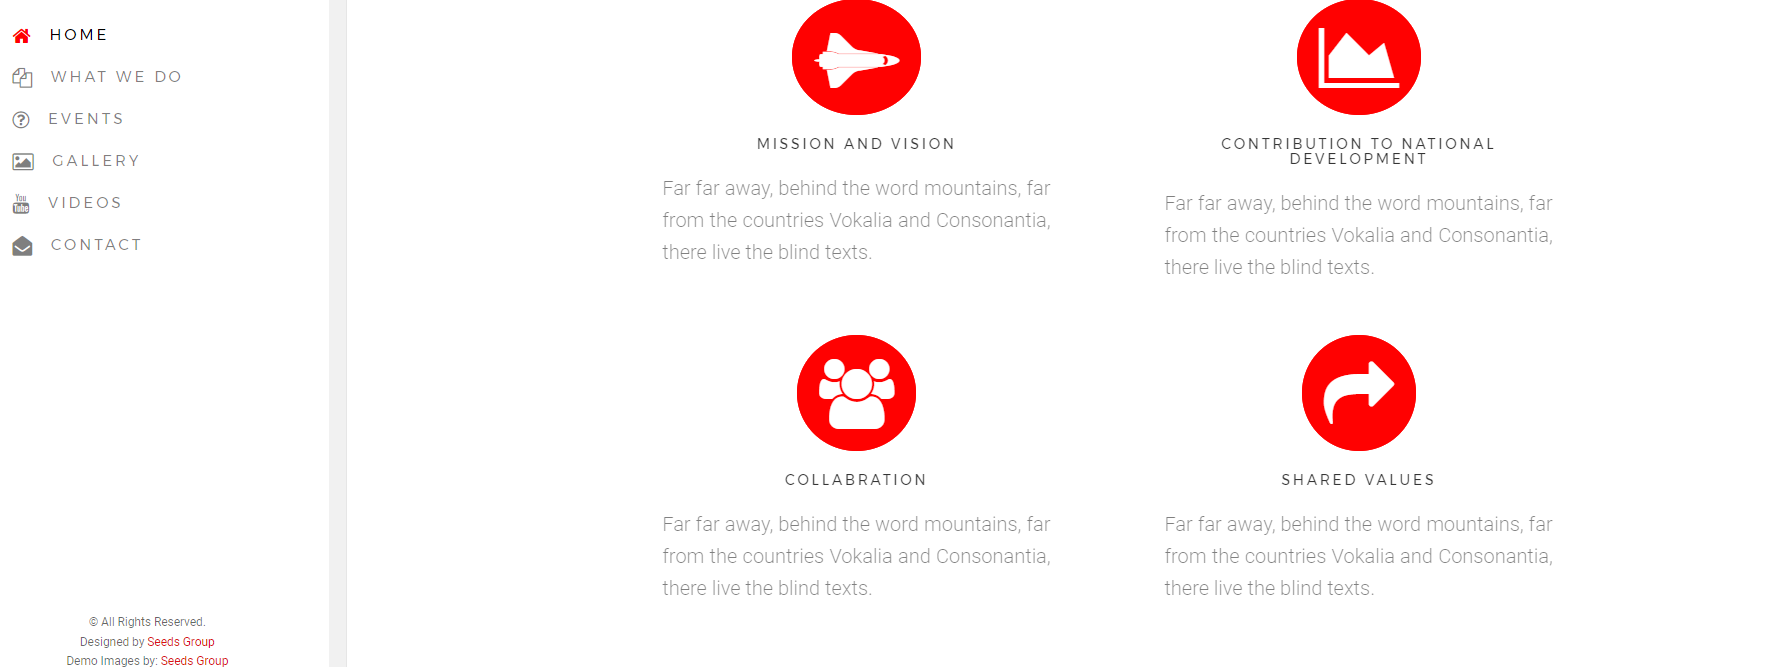 HOME
WHAT WE DO
EVENTS
GALLERY
You Tube
VIDEOS
CONTACT
© All Rights Reserved.
Designed by Seeds Group
Demo Images by: Seeds Group
MISSION AND VISION
Far far away, behind the word mountains, far
from the countries Vokalia and Consonantia,
there live the blind texts.
CONTRIBUTION TO NATIONAL
DEVELOPMENT
Far far away, behind the word mountains, far
from the countries Vokalia and Consonantia,
there live the blind texts.
COLLABRATION
Far far away, behind the word mountains, far
from the countries Vokalia and Consonantia,
there live the blind texts.
SHARED VALUES
Far far away, behind the word mountains, far
from the countries Vokalia and Consonantia,
there live the blind texts.